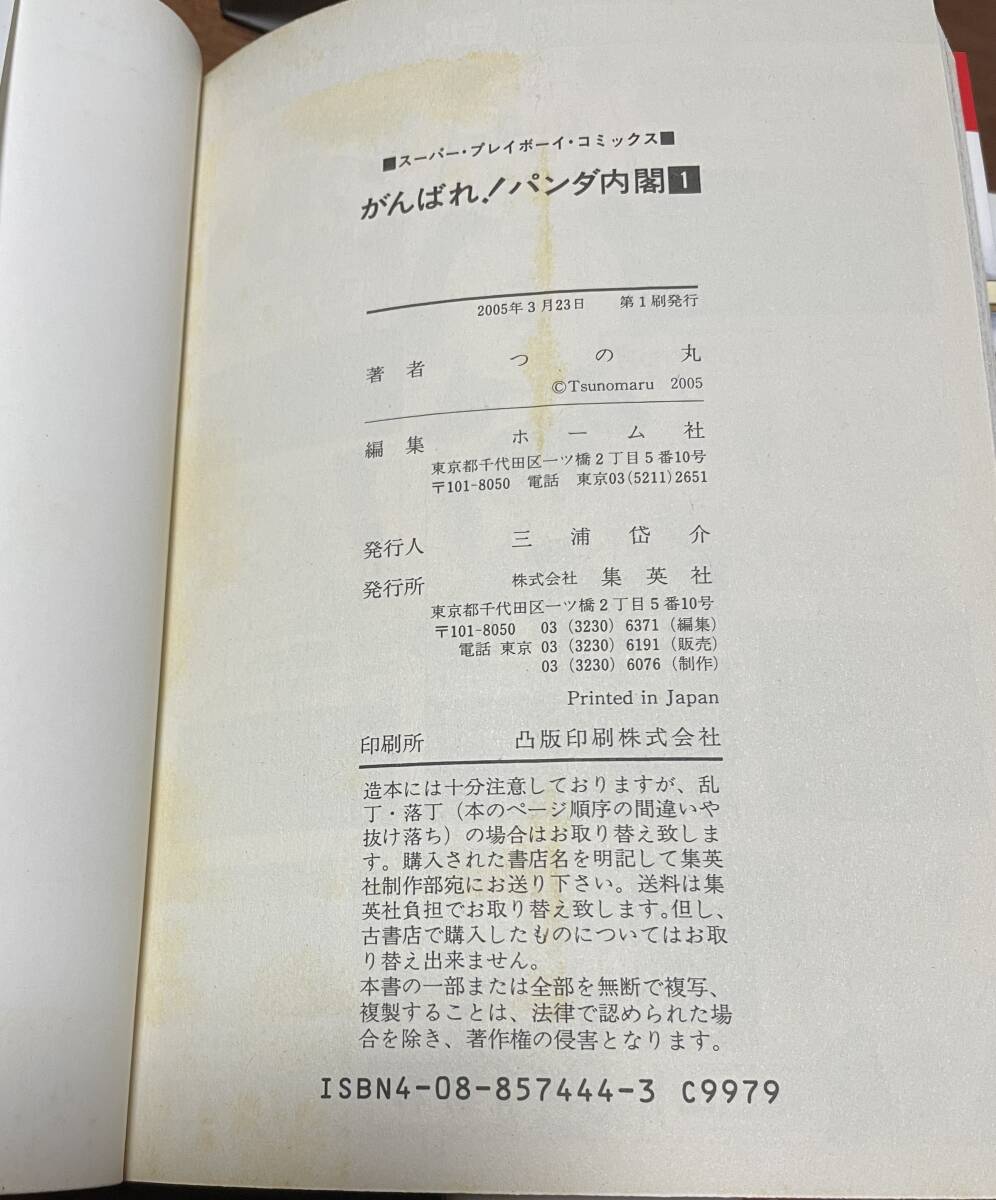 ■スーパー・プレイボーイ・コミックス■
がんばれ!パンダ内閣1
2005年3月23日 第1刷発行
著者 つの丸
©Tsunomaru 2005
編集 ホーム社
東京都千代田区一ツ橋2丁目5番10号
〒101-8050 電話 東京03(5211)2651
発行人 三浦岱介
発行所 株式会社 集英社
東京都千代田区一ツ橋2丁目5番10号
〒101-8050 03(3230)6371(編集)
電話 東京 03(3230)6191(販売)
03(3230)6076(制作)
Printed in Japan
印刷所 凸版印刷株式会社
造本には十分注意しておりますが、乱
丁・落丁(本のページ順序の間違いや
抜け落ち)の場合はお取り替え致しま
す。購入された書店名を明記して集英
社制作部宛にお送り下さい。送料は集
英社負担でお取り替え致します。但し、
古書店で購入したものについてはお取
り替え出来ません。
本書の一部または全部を無断で複写、
複製することは、法律で認められた場
合を除き、著作権の侵害となります。
ISBN4-08-857444-3 C9979